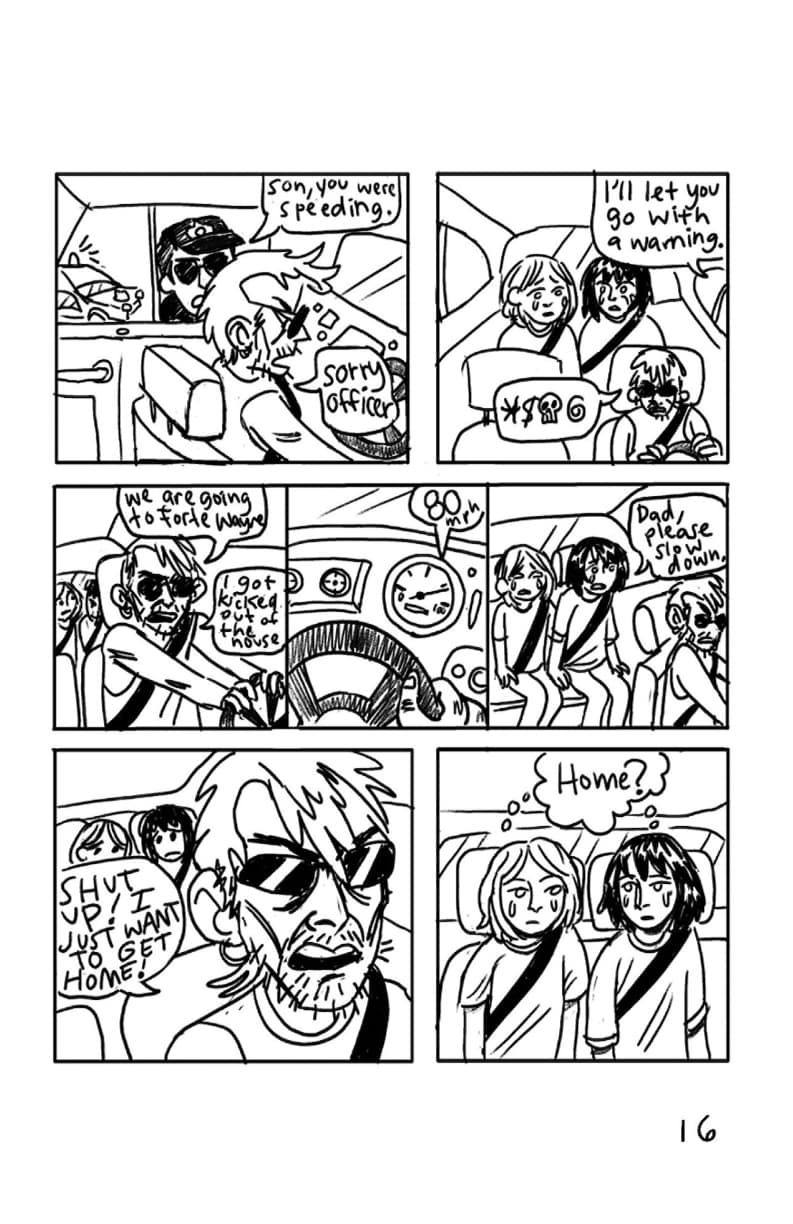 Son, you were
speeding.
sorry
officer
I'll let you
go with
a warning.
*$ 6
we are going
to forte Wayne
I got
kicked
out of
the
house
80
mph
Dad,
please
slow
down.
SHUT
UP! I
JUST WANT
TO GET
HOME!
Home?
16